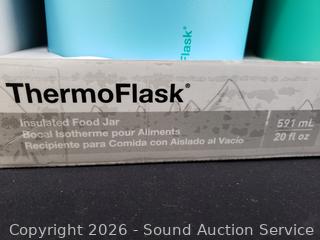 FLASK®
ThermoFlask®
Insulated Food Jar
Bocal Isotherme pour Aliments
Recipiente para Comida con Aislado al Vacío
591 mL
20 fl oz
Copyright 2026 - Sound Auction Service